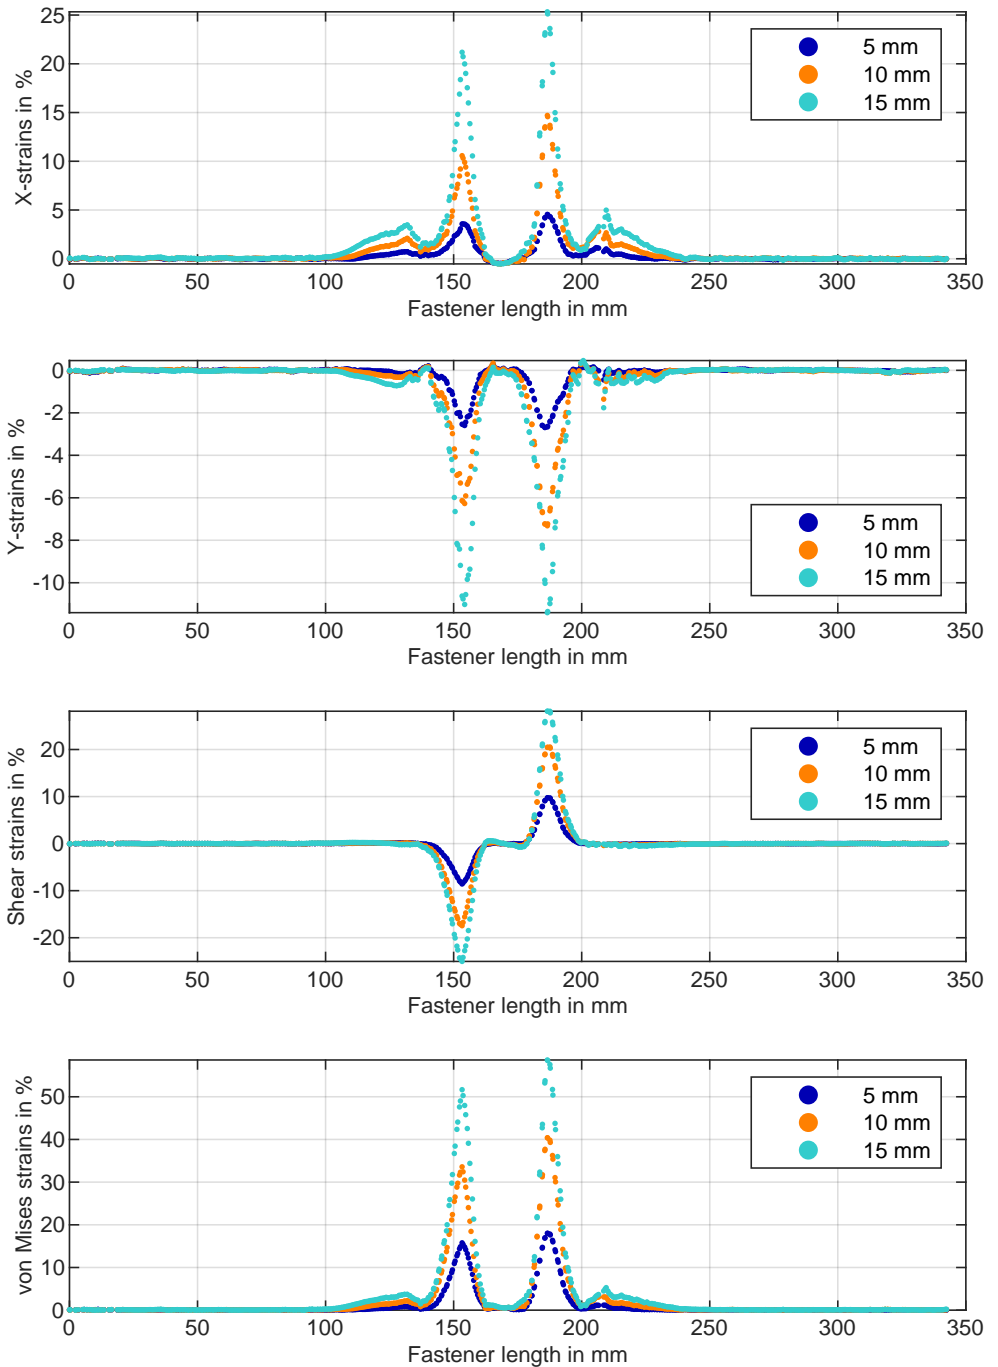 25
20
15
10
5
0
X-strains in %
5 mm
10 mm
15 mm
0 50 100 150 200 250 300 350
Fastener length in mm
0
-2
-4
-6
-8
-10
Y-strains in %
5 mm
10 mm
15 mm
0 50 100 150 200 250 300 350
Fastener length in mm
20
10
0
-10
-20
Shear strains in %
5 mm
10 mm
15 mm
0 50 100 150 200 250 300 350
Fastener length in mm
50
40
30
20
10
0
von Mises strains in %
5 mm
10 mm
15 mm
0 50 100 150 200 250 300 350
Fastener length in mm